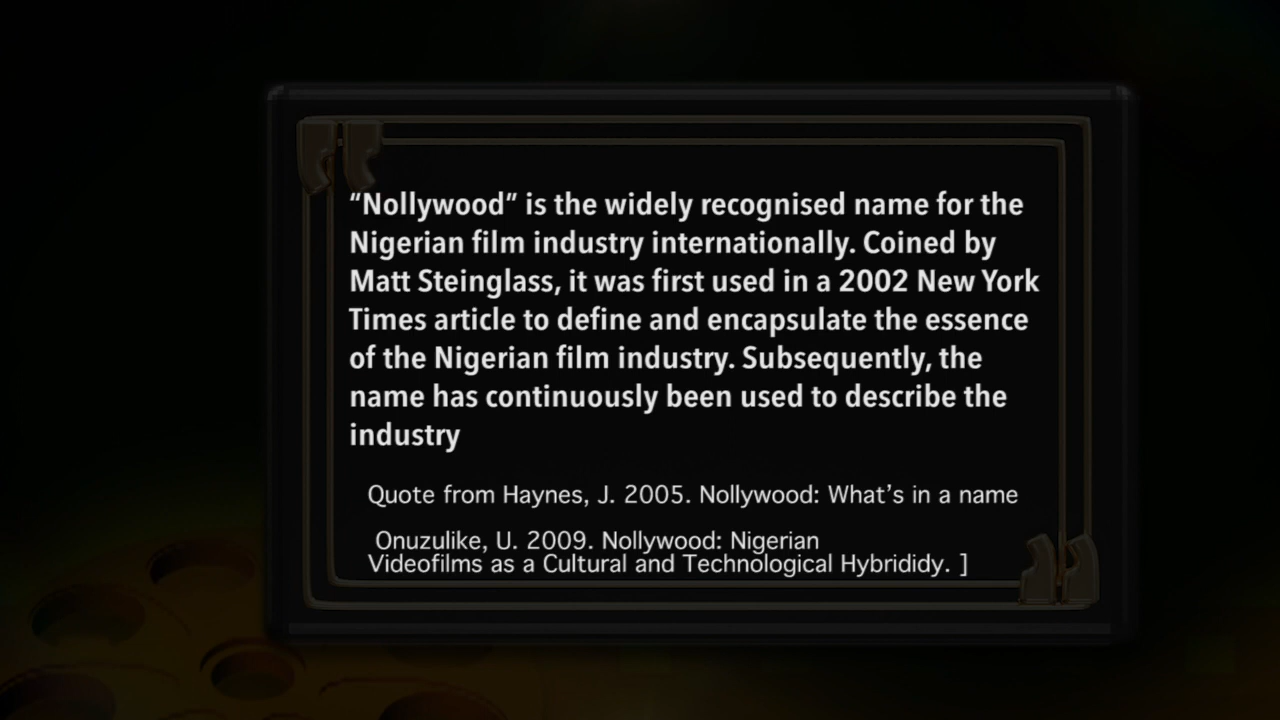 “Nollywood” is the widely recognised name for the
Nigerian film industry internationally. Coined by
Matt Steinglass, it was first used in a 2002 New York
Times article to define and encapsulate the essence
of the Nigerian film industry. Subsequently, the
name has continuously been used to describe the
industry
Quote from Haynes, J. 2005. Nollywood: What’s in a name
Onuzulike, U. 2009. Nollywood: Nigerian
Videofilms as a Cultural and Technological Hybrididy. ]